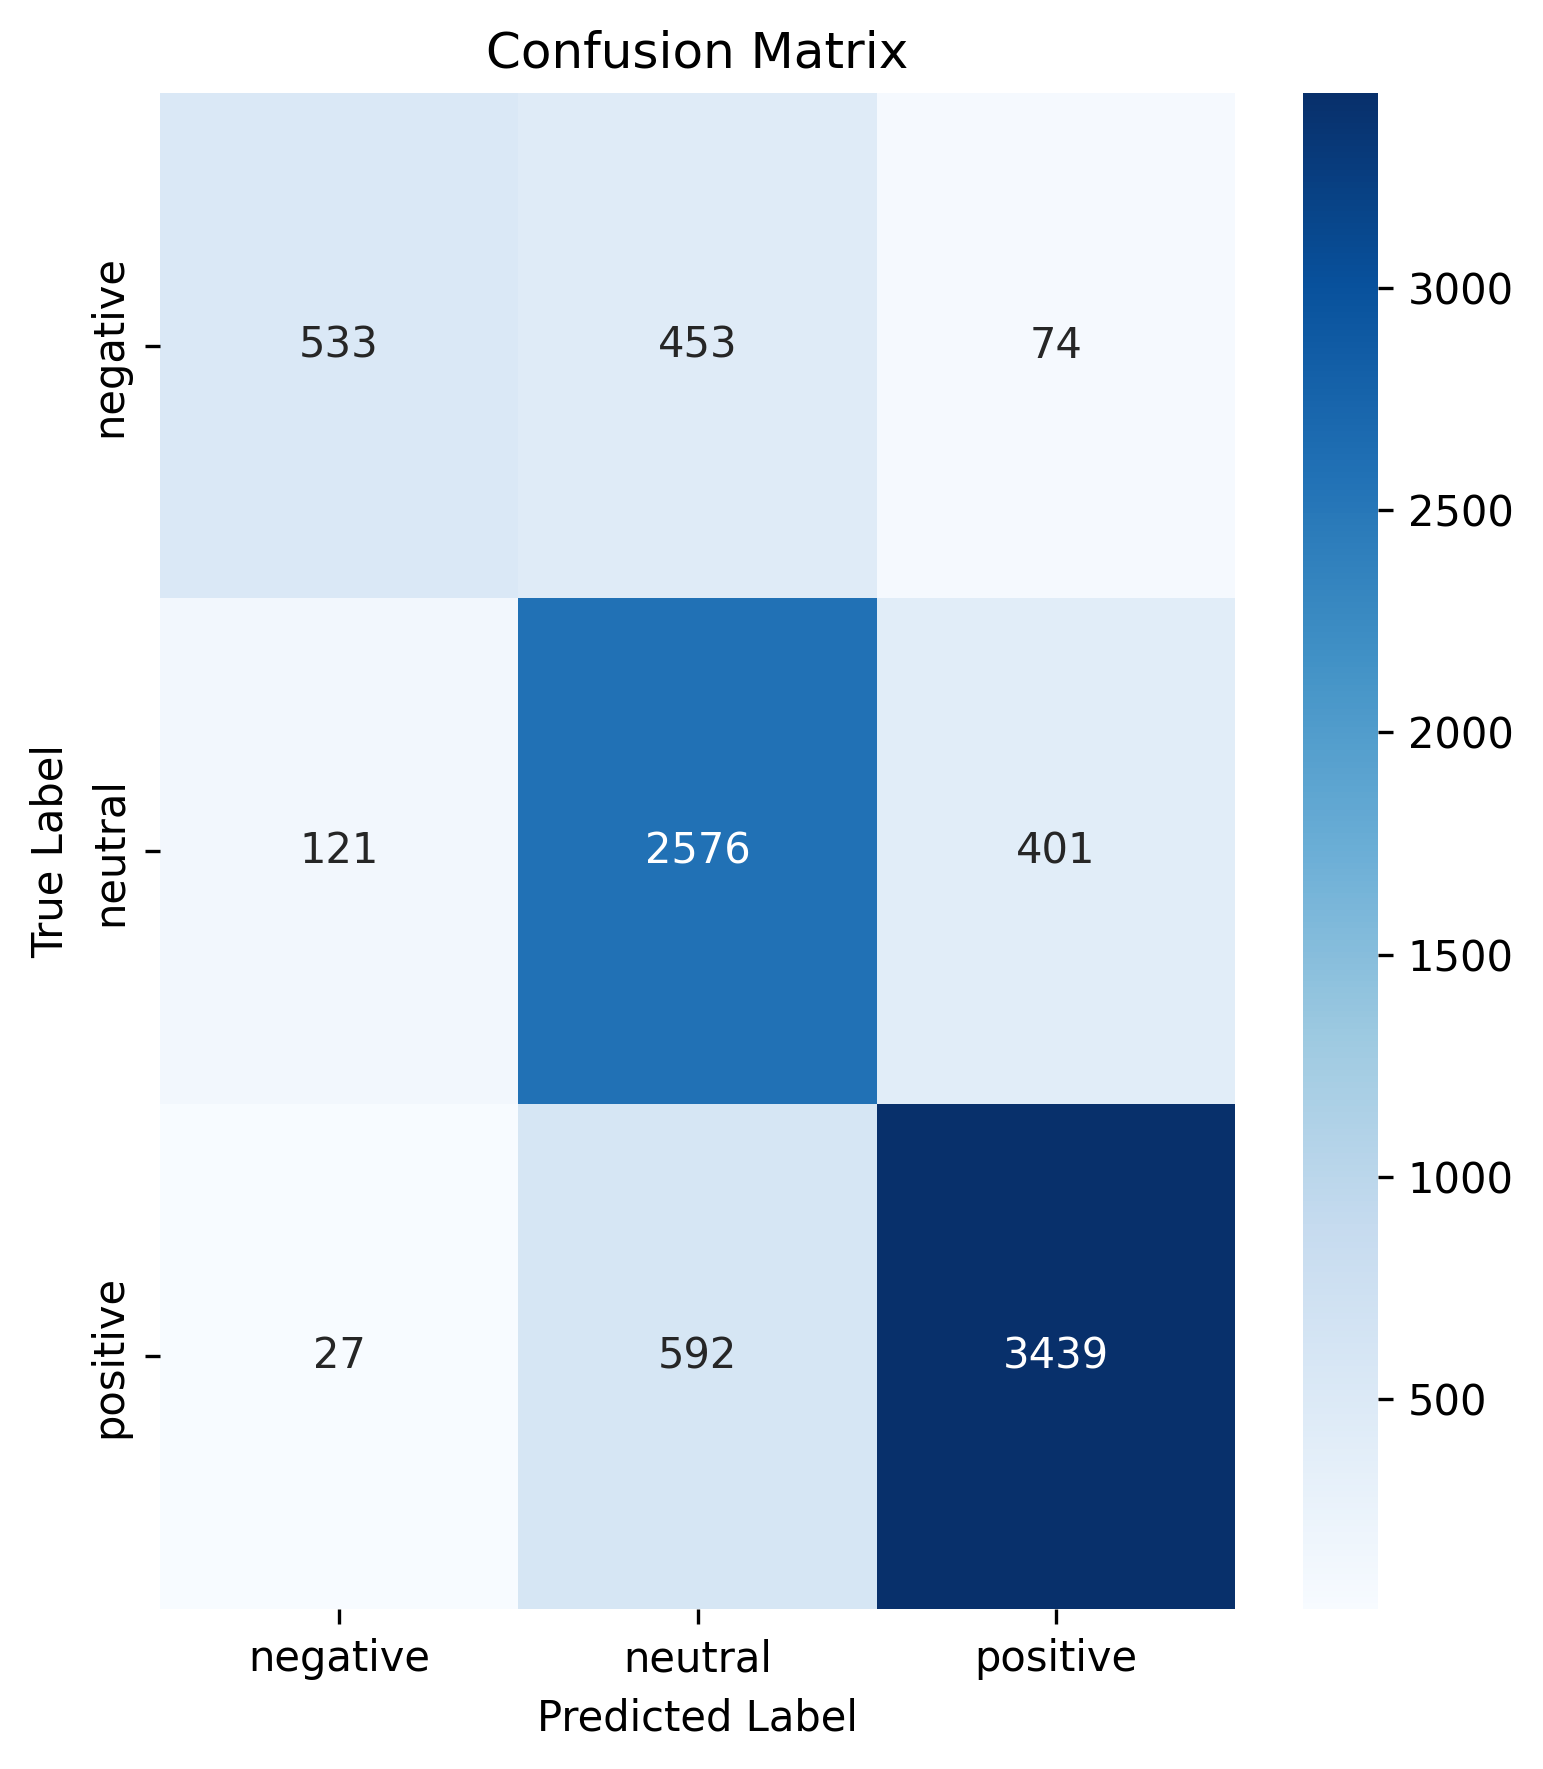 Confusion Matrix
True Label
negative
533 453 74
neutral
121 2576 401
positive
27 592 3439
negative neutral positive
Predicted Label
3000
2500
2000
1500
1000
500